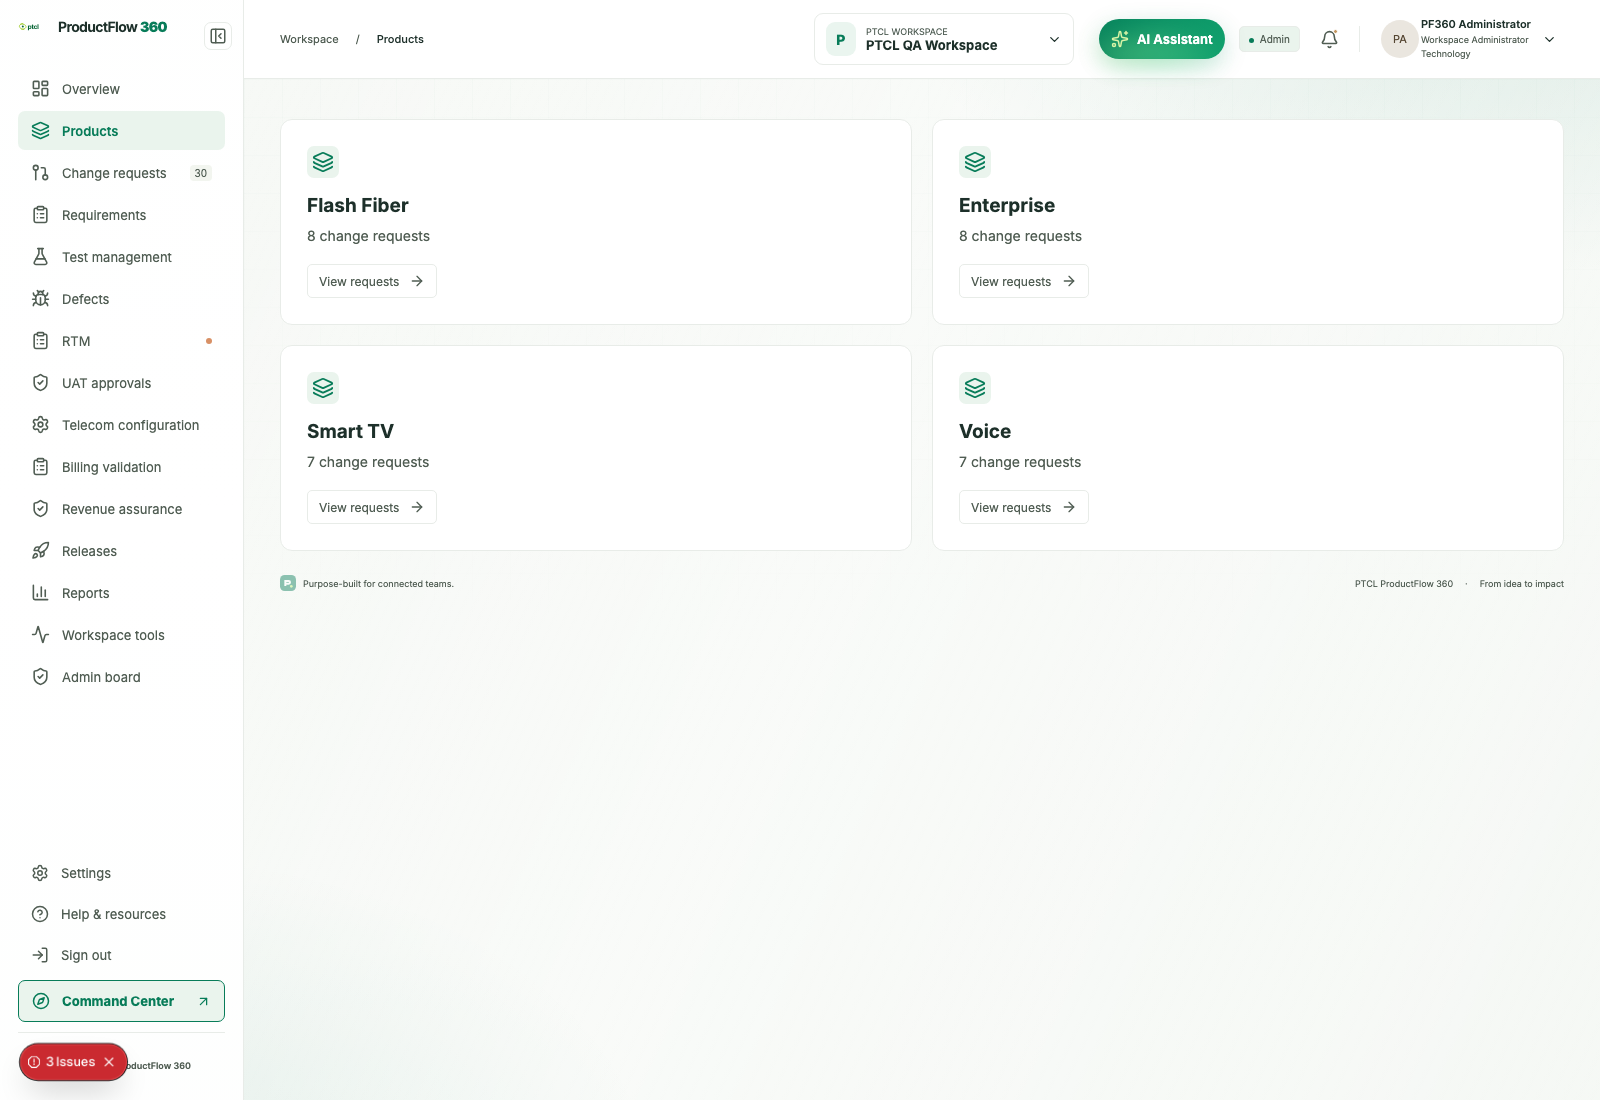 ptcl
ProductFlow 360
Overview
Products
Change requests 30
Requirements
Test management
Defects
RTM
UAT approvals
Telecom configuration
Billing validation
Revenue assurance
Releases
Reports
Workspace tools
Admin board
Settings
Help & resources
Sign out
Command Center
3 Issues
oductFlow 360
Workspace / Products
P
PTCL WORKSPACE
PTCL QA Workspace
AI Assistant
Admin
PA
PF360 Administrator
Workspace Administrator
Technology
Flash Fiber
8 change requests
View requests
Enterprise
8 change requests
View requests
Smart TV
7 change requests
View requests
Voice
7 change requests
View requests
Purpose-built for connected teams.
PTCL ProductFlow 360 · From idea to impact